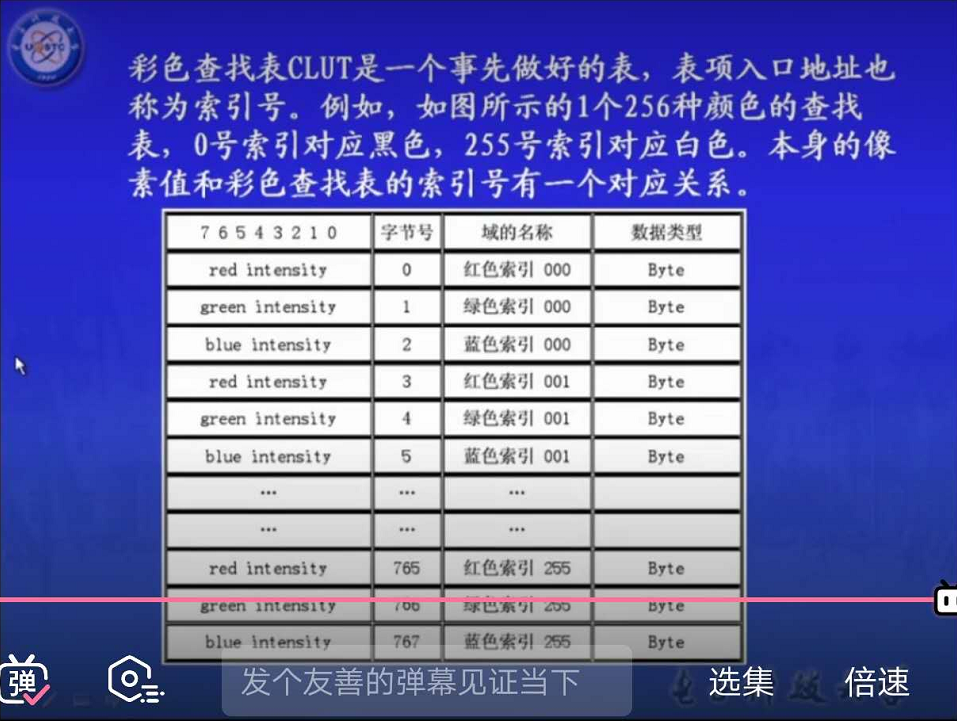 彩色查找表CLUT是一个事先做好的表，表项入口地址也
称为索引号。例如，如图所示的1个256种颜色的查找
表，0号索引对应黑色，255号索引对应白色。本身的像
素值和彩色查找表的索引号有一个对应关系。
7 6 5 4 3 2 1 0 字节号 域的名称 数据类型
red intensity 0 红色索引 000 Byte
green intensity 1 绿色索引 000 Byte
blue intensity 2 蓝色索引 000 Byte
red intensity 3 红色索引 001 Byte
green intensity 4 绿色索引 001 Byte
blue intensity 5 蓝色索引 001 Byte
… … …
… … …
red intensity 765 红色索引 255 Byte
green intensity 766 绿色索引 255 Byte
blue intensity 767 蓝色索引 255 Byte
弹 发个友善的弹幕见证当下 选集 倍速